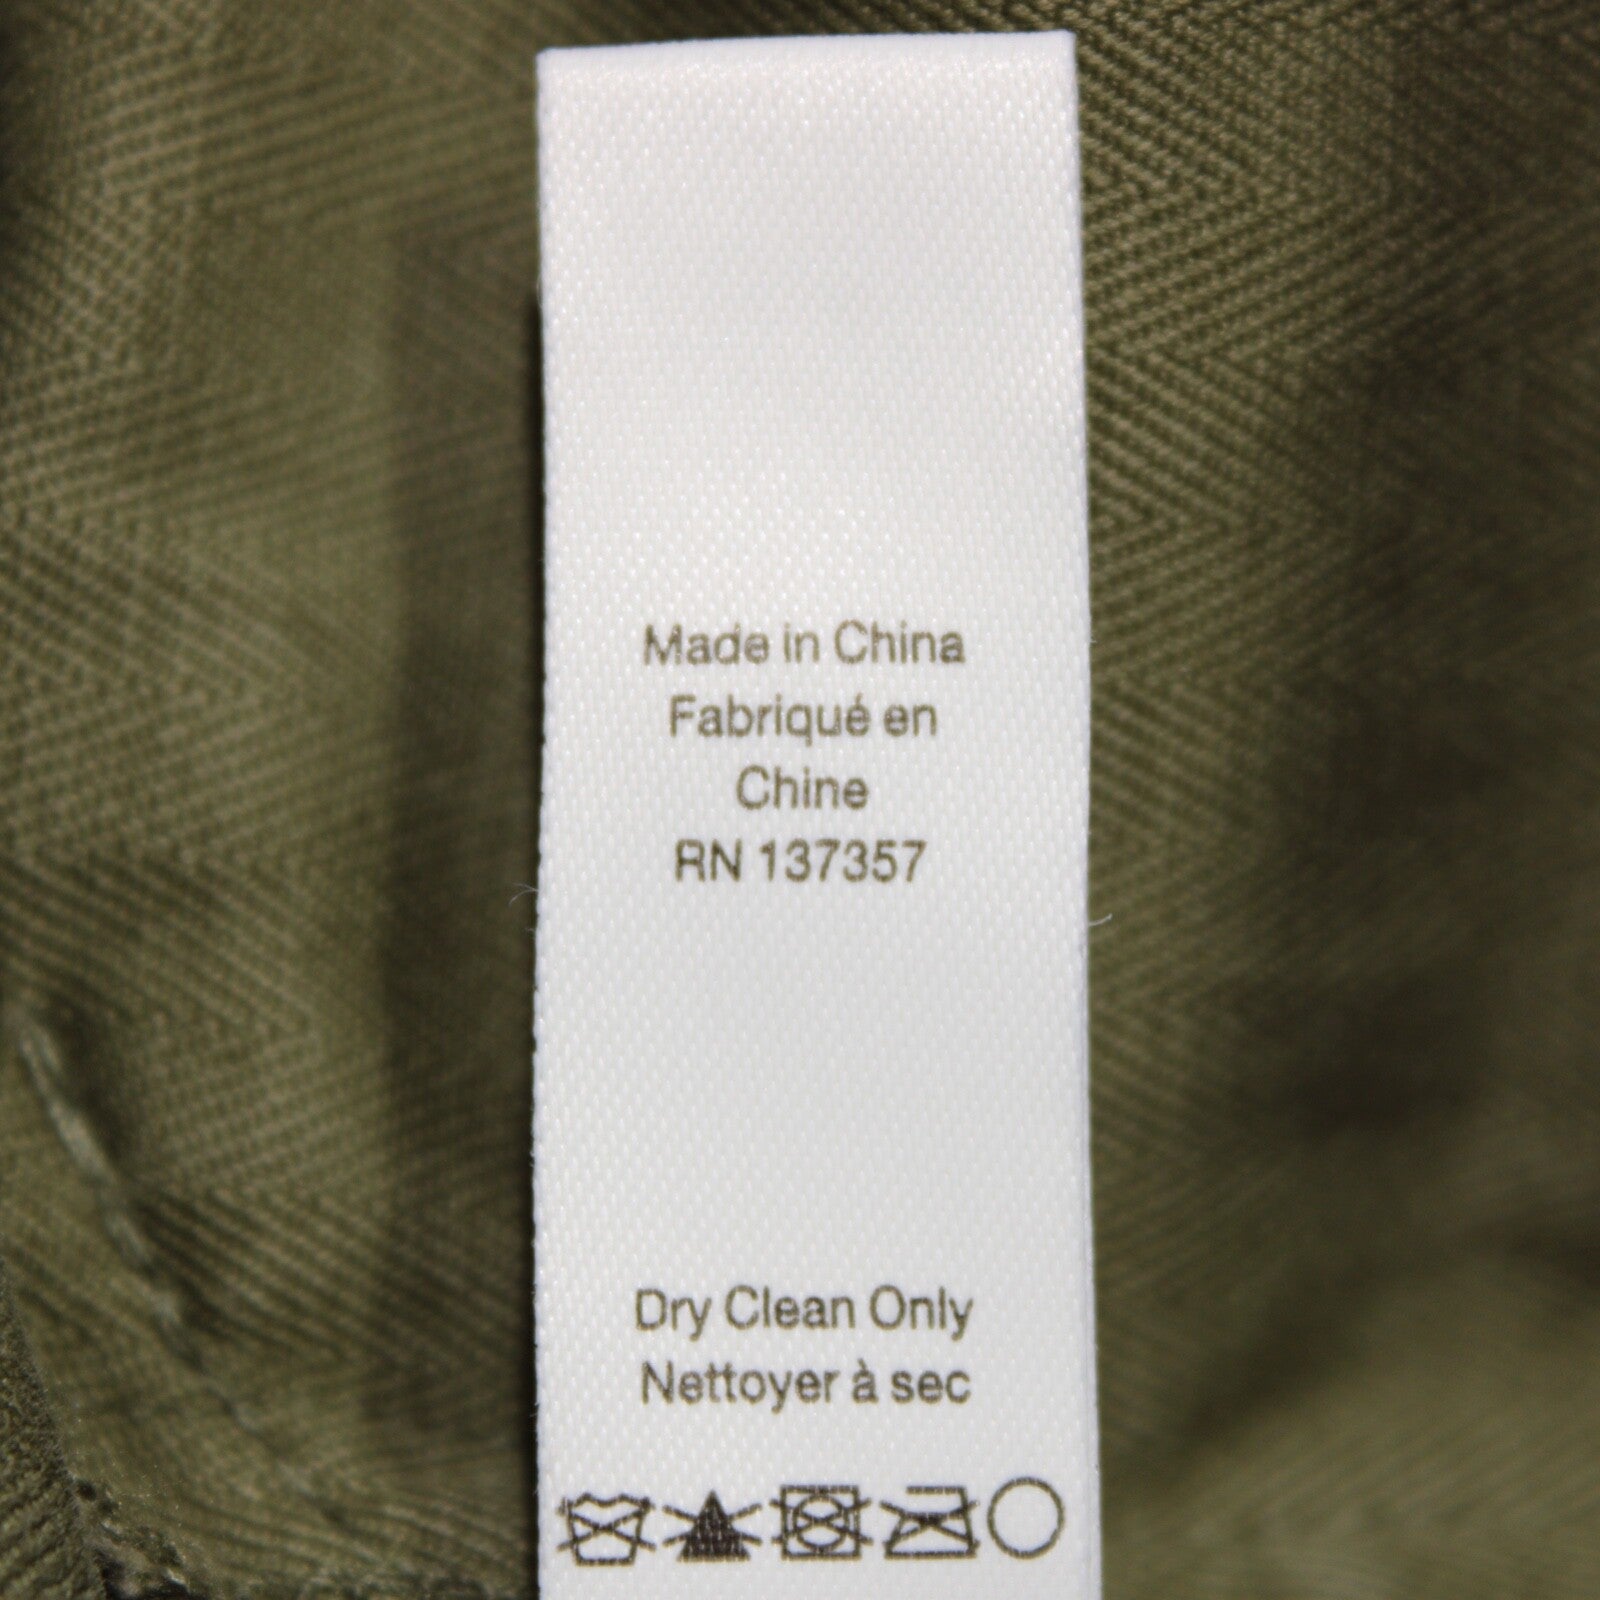 Made in China
Fabriqué en
Chine
RN 137357
Dry Clean Only
Nettoyer à sec